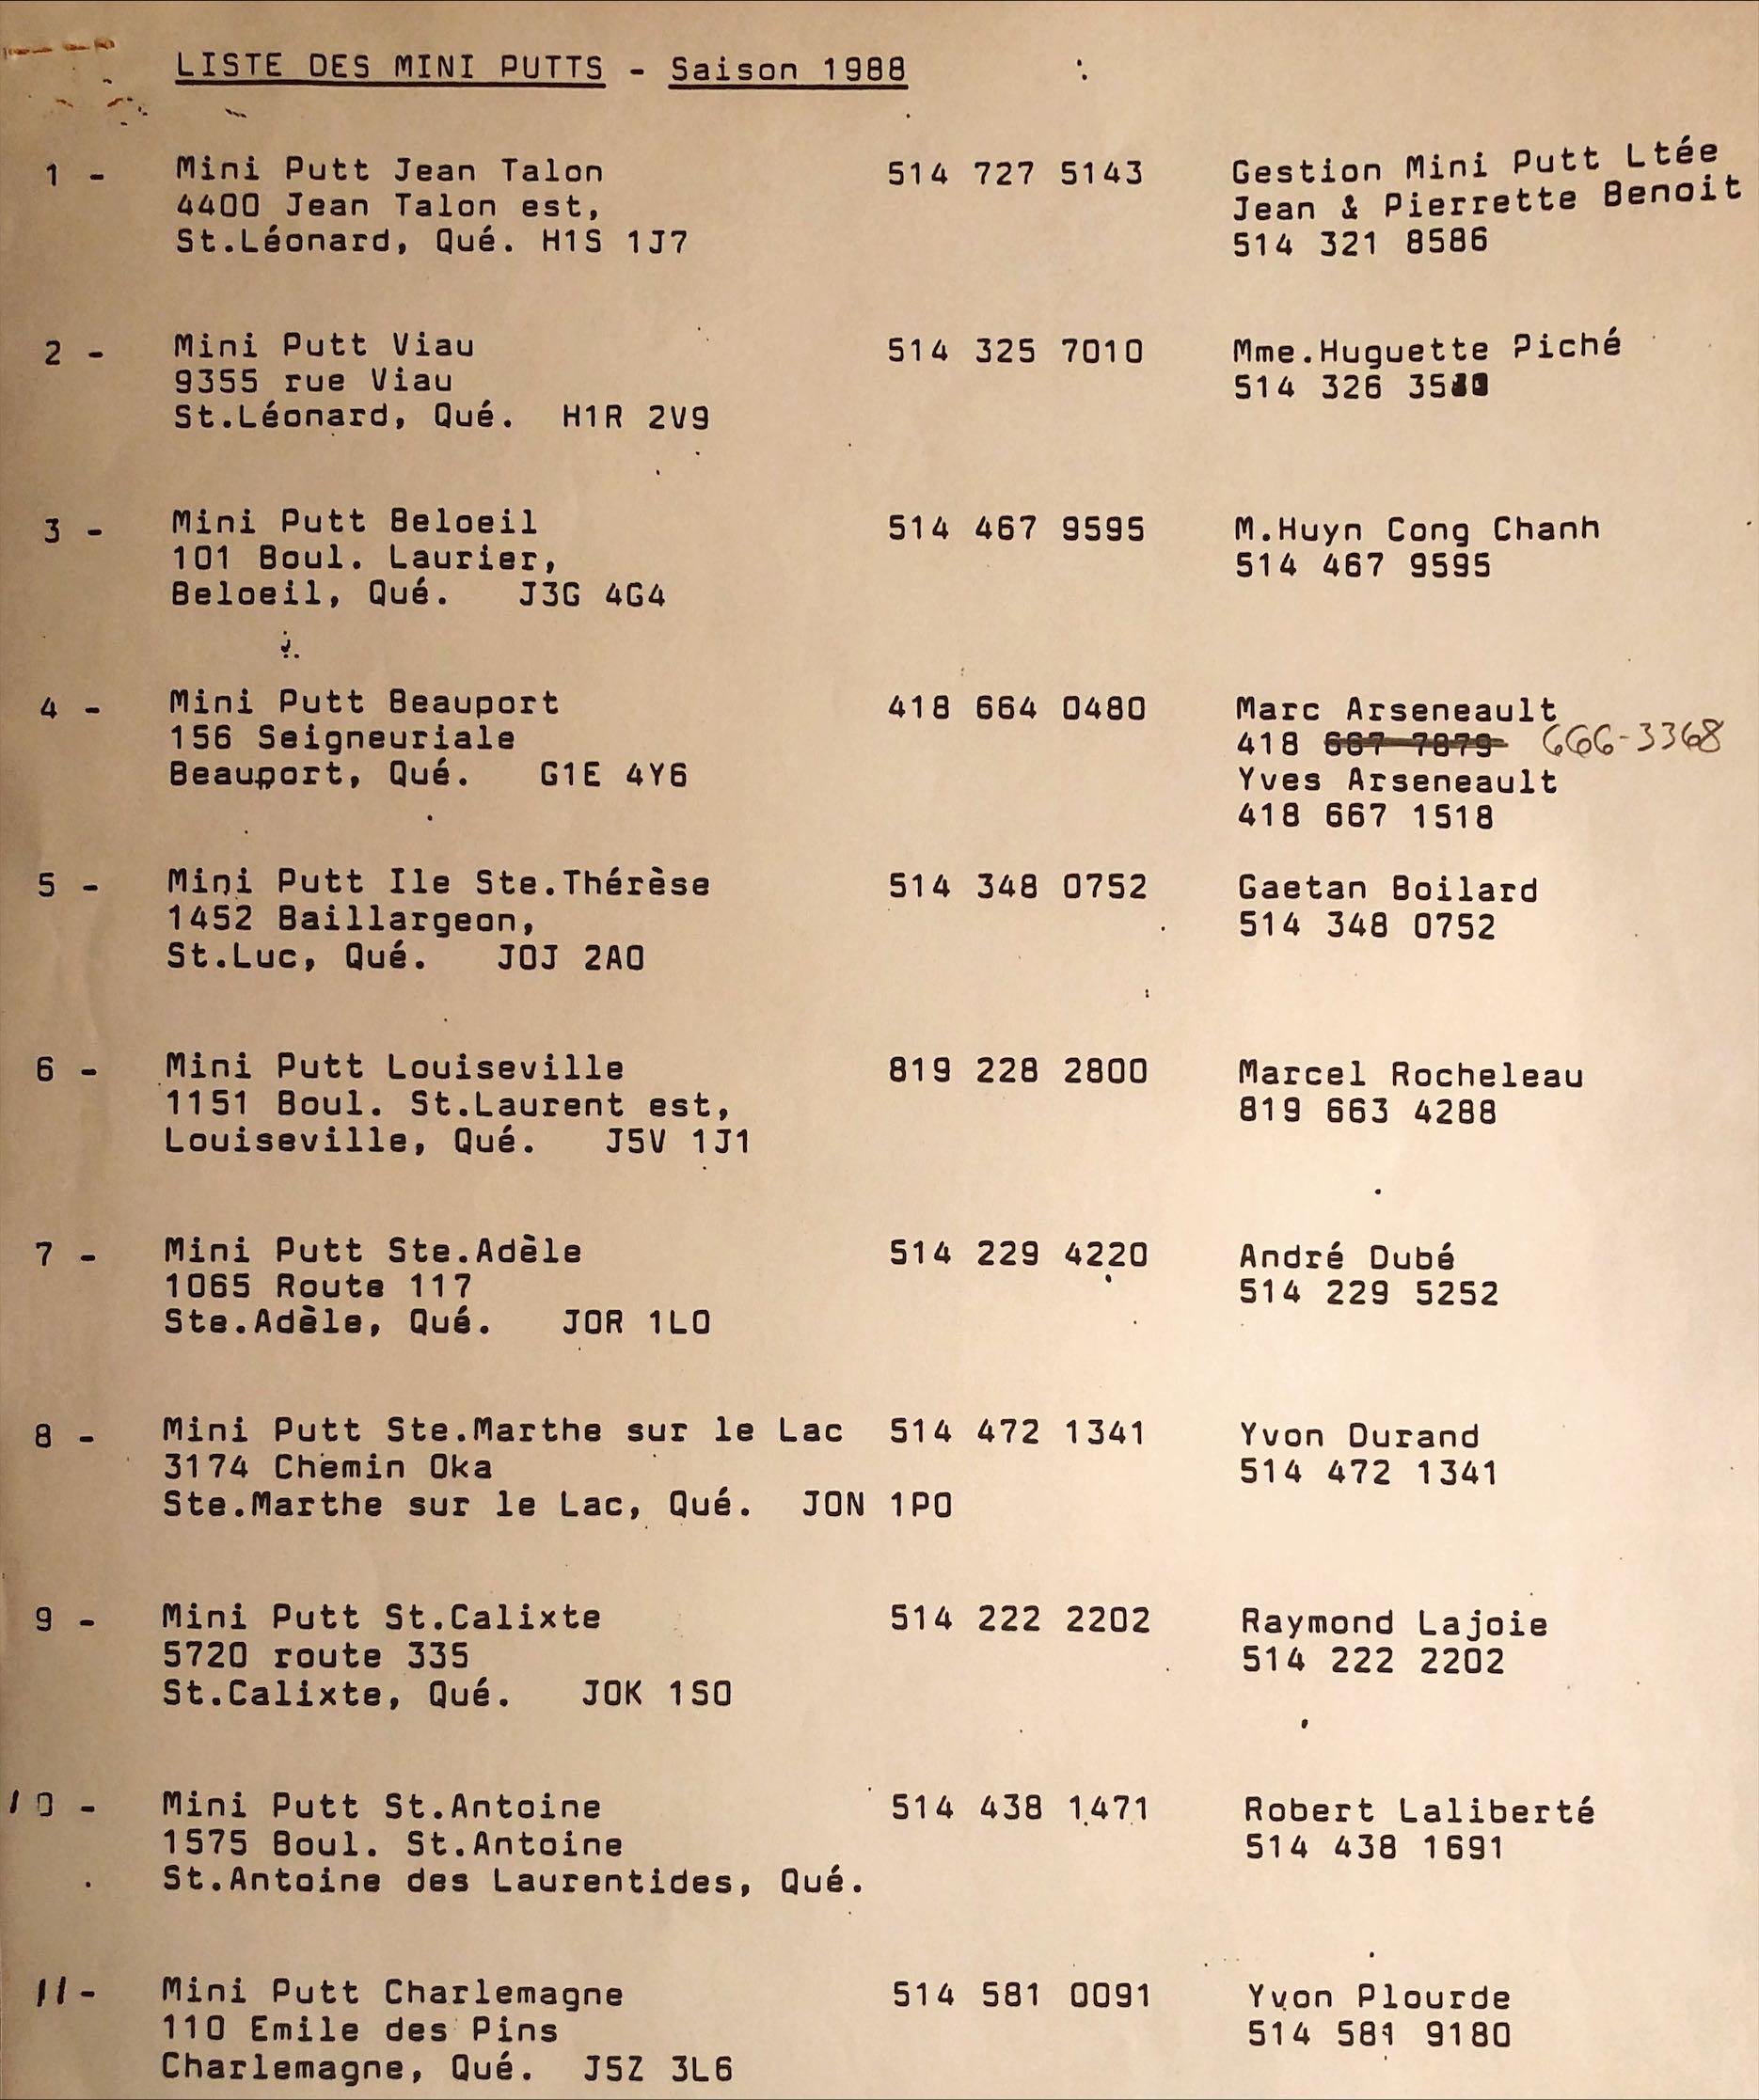 LISTE DES MINI PUTTS - Saison 1988
1 - Mini Putt Jean Talon 514 727 5143 Gestion Mini Putt Ltée
4400 Jean Talon est, Jean & Pierrette Benoit
St.Léonard, Qué. H1S 1J7 514 321 8586
2 - Mini Putt Viau 514 325 7010 Mme.Huguette Piché
9355 rue Viau 514 326
St.Léonard, Qué. H1R 2V9
3 - Mini Putt Beloeil 514 467 9595 M.Huyn Cong Chanh
101 Boul. Laurier, 514 467 9595
Beloeil, Qué. J3G 4G4
4 - Mini Putt Beauport 418 664 0480 Marc Arseneault
156 Seigneuriale 418 667 7879 666-3368
Beauport, Qué. G1E 4Y6 Yves Arseneault
418 667 1518
5 - Mini Putt Ile Ste.Thérèse 514 348 0752 Gaetan Boilard
1452 Baillargeon, 514 348 0752
St.Luc, Qué. J0J 2A0
6 - Mini Putt Louiseville 819 228 2800 Marcel Rocheleau
1151 Boul. St.Laurent est, 819 663 4288
Louiseville, Qué. J5V 1J1
7 - Mini Putt Ste.Adèle 514 229 4220 André Dubé
1065 Route 117 514 229 5252
Ste.Adèle, Qué. J0R 1L0
8 - Mini Putt Ste.Marthe sur le Lac 514 472 1341 Yvon Durand
3174 Chemin Oka 514 472 1341
Ste.Marthe sur le Lac, Qué. J0N 1P0
9 - Mini Putt St.Calixte 514 222 2202 Raymond Lajoie
5720 route 335 514 222 2202
St.Calixte, Qué. J0K 1S0
10 - Mini Putt St.Antoine 514 438 1471 Robert Laliberté
1575 Boul. St.Antoine 514 438 1691
St.Antoine des Laurentides, Qué.
11 - Mini Putt Charlemagne 514 581 0091 Yvon Plourde
110 Emile des Pins 514 581 9180
Charlemagne, Qué. J5Z 3L6